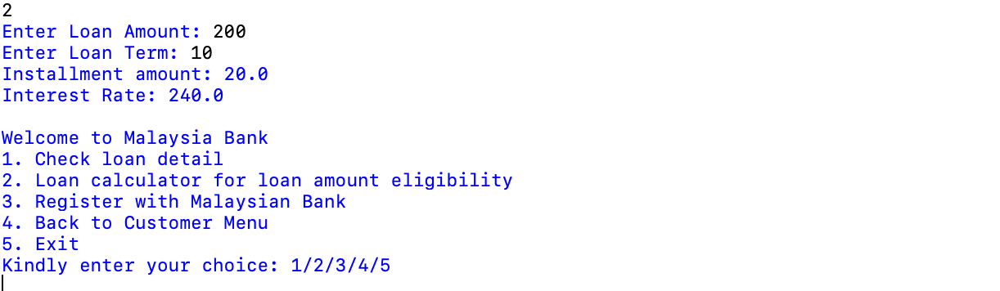 2
Enter Loan Amount: 200
Enter Loan Term: 10
Installment amount: 20.0
Interest Rate: 240.0
Welcome to Malaysia Bank
1. Check loan detail
2. Loan calculator for loan amount eligibility
3. Register with Malaysian Bank
4. Back to Customer Menu
5. Exit
Kindly enter your choice: 1/2/3/4/5